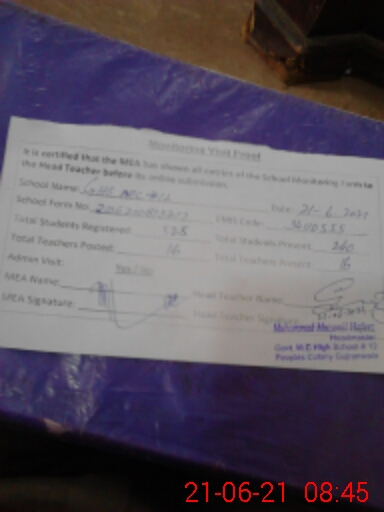 Monitoring Visit Proof
It is certified that the MEA has shown all entries of the School Monitoring Form to
the Head Teacher before its online submission.
School Name: Date: 21-6-2021
School Form No: EMIS Code:
Total Students Registered: Total Students Present: 260
Total Teachers Posted: 16 Total Teachers Present: 16
Admin Visit: Yes / No
MEA Name: Head Teacher Name:
MEA Signature: Head Teacher Signature:
Headmaster
Govt M.C High School # 12
Peoples Colony Gujranwala
21-06-21 08:45